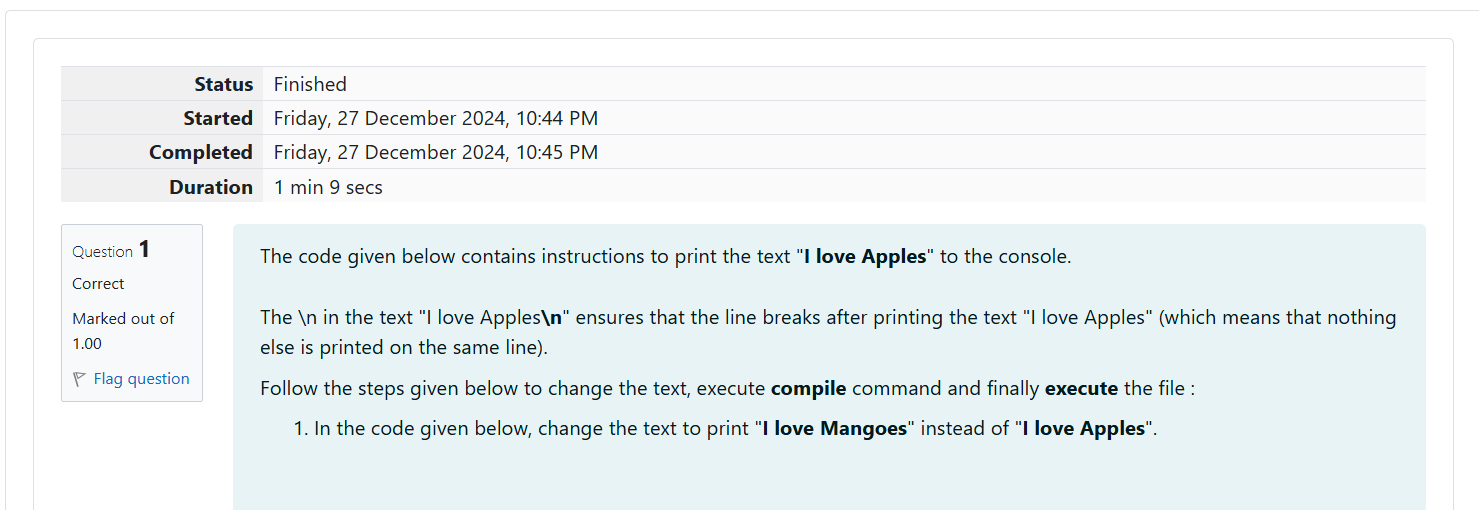 Status Finished
Started Friday, 27 December 2024, 10:44 PM
Completed Friday, 27 December 2024, 10:45 PM
Duration 1 min 9 secs
Question 1
Correct
Marked out of
1.00
Flag question
The code given below contains instructions to print the text "I love Apples" to the console.
The \n in the text "I love Apples\n" ensures that the line breaks after printing the text "I love Apples" (which means that nothing
else is printed on the same line).
Follow the steps given below to change the text, execute compile command and finally execute the file :
1. In the code given below, change the text to print "I love Mangoes" instead of "I love Apples".